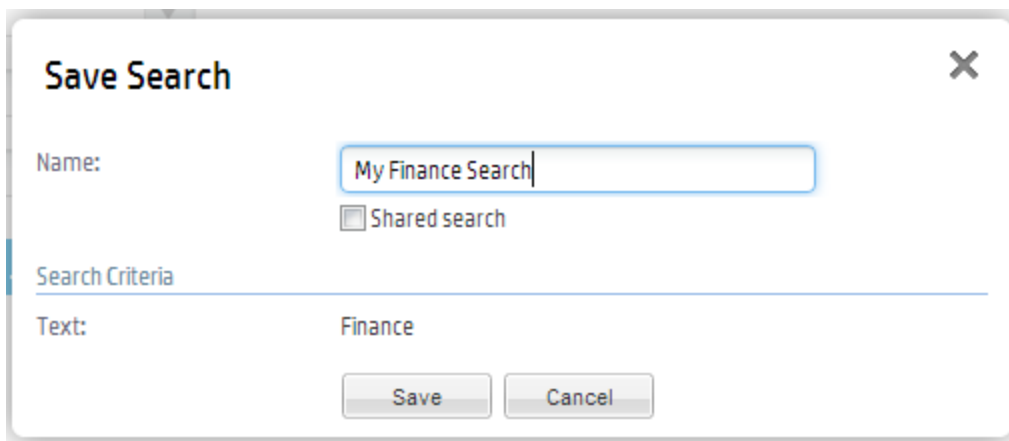 Save Search
Name:
My Finance Search
Shared search
Search Criteria
Text: Finance
Save Cancel